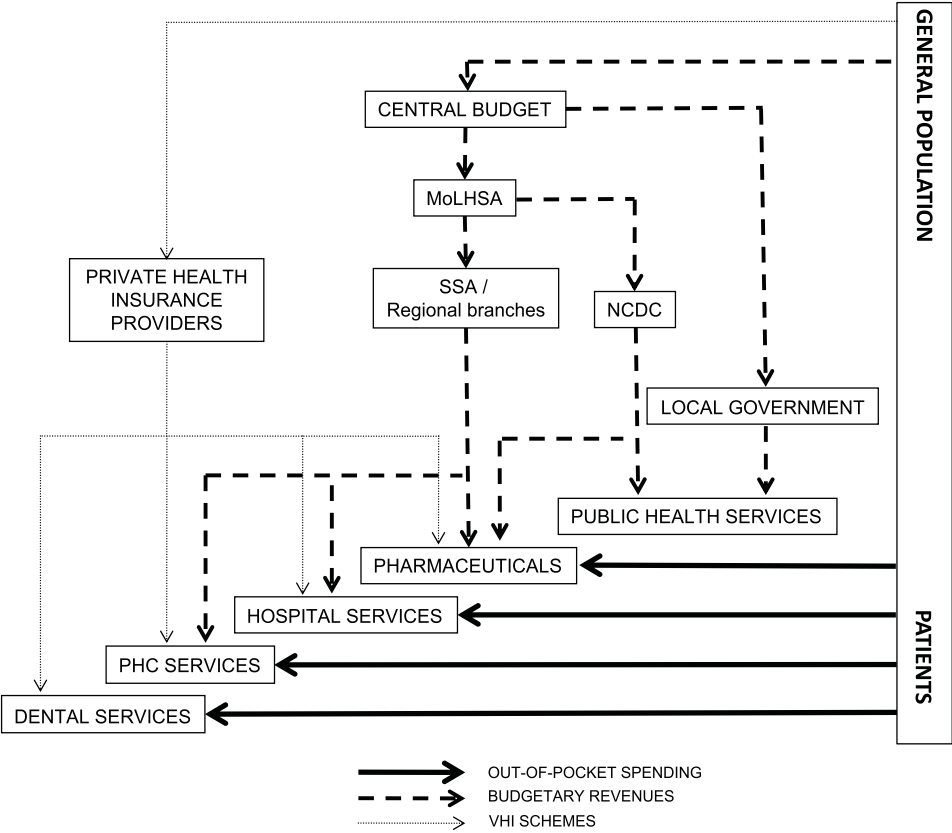 GENERAL POPULATION
CENTRAL BUDGET
MoLHSA
PRIVATE HEALTH
INSURANCE
PROVIDERS
SSA /
Regional branches
NCDC
LOCAL GOVERNMENT
PUBLIC HEALTH SERVICES
PHARMACEUTICALS
HOSPITAL SERVICES
PHC SERVICES
DENTAL SERVICES
PATIENTS
OUT-OF-POCKET SPENDING
BUDGETARY REVENUES
VHI SCHEMES